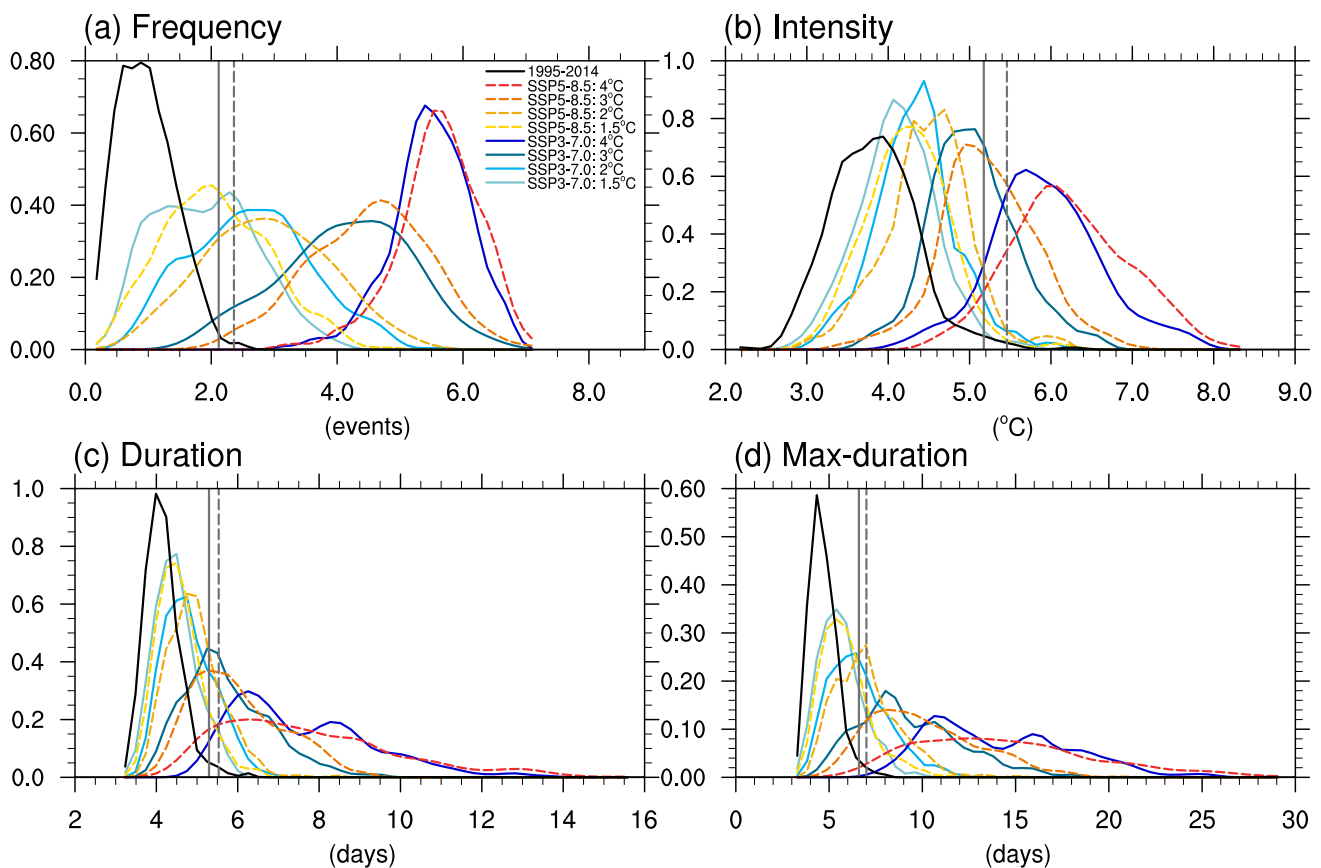 (a) Frequency
0.80
0.60
0.40
0.20
0.00
0.0 2.0 4.0 6.0 8.0
(events)
1995-2014
SSP5-8.5: 4°C
SSP5-8.5: 3°C
SSP5-8.5: 2°C
SSP5-8.5: 1.5°C
SSP3-7.0: 4°C
SSP3-7.0: 3°C
SSP3-7.0: 2°C
SSP3-7.0: 1.5°C
(b) Intensity
1.0
0.8
0.6
0.4
0.2
0.0
2.0 3.0 4.0 5.0 6.0 7.0 8.0 9.0
(°C)
(c) Duration
1.0
0.8
0.6
0.4
0.2
0.0
2 4 6 8 10 12 14 16
(days)
(d) Max-duration
0.60
0.50
0.40
0.30
0.20
0.10
0.00
0 5 10 15 20 25 30
(days)